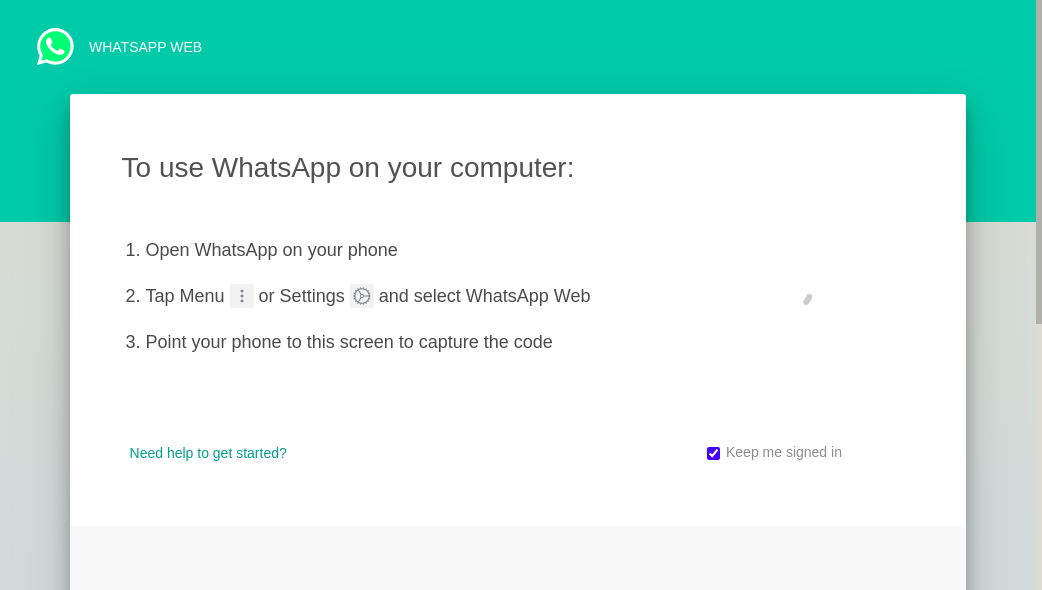 WHATSAPP WEB
To use WhatsApp on your computer:
1. Open WhatsApp on your phone
2. Tap Menu or Settings and select WhatsApp Web
3. Point your phone to this screen to capture the code
Need help to get started?
Keep me signed in